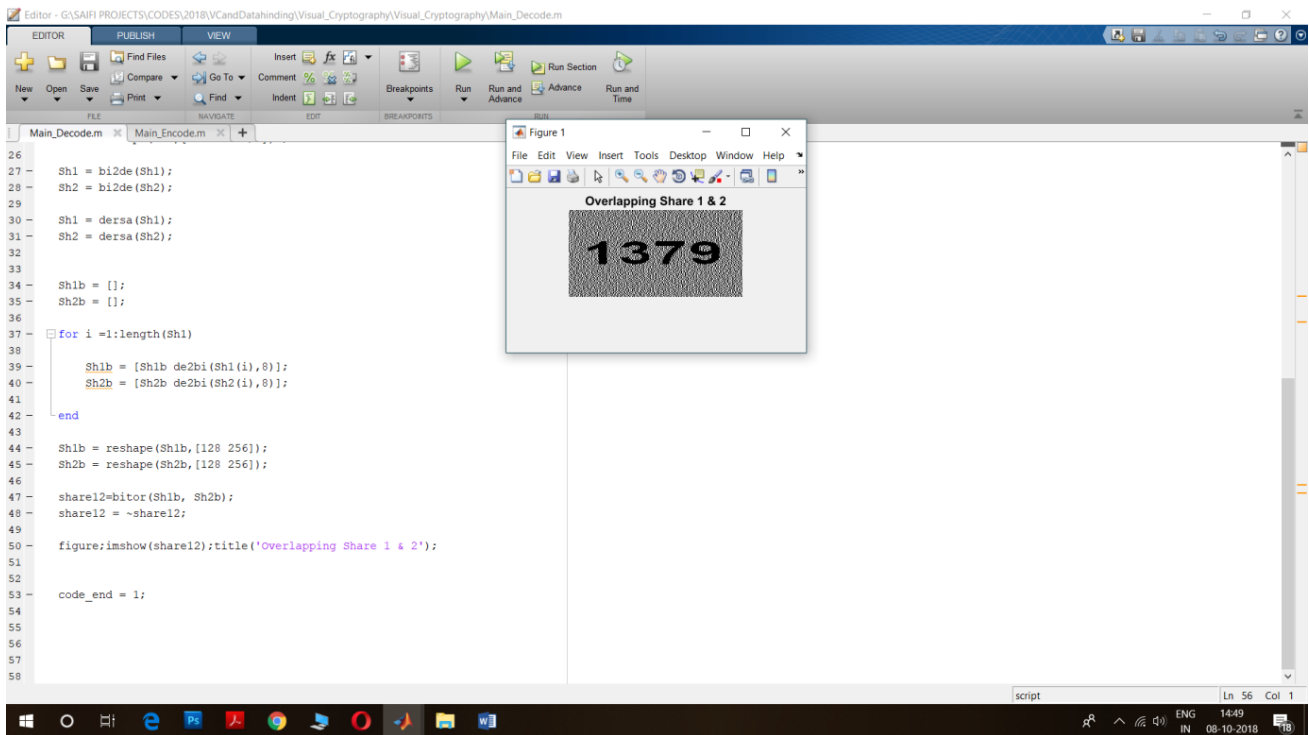 Editor - G:\SAIFI PROJECTS\CODES\2018\VCandDatahinding\Visual_Cryptography\Visual_Cryptography\Main_Decode.m
EDITOR PUBLISH VIEW
New Open Save Find Files Compare Print
Go To Find
Insert fx Comment Indent
Breakpoints Run Run and Advance Run Section Advance Run and Time
FILE NAVIGATE EDIT BREAKPOINTS RUN
Main_Decode.m Main_Encode.m
26
27 Sh1 = bi2de(Sh1);
28 Sh2 = bi2de(Sh2);
29
30 Sh1 = dersa(Sh1);
31 Sh2 = dersa(Sh2);
32
33
34 Sh1b = [];
35 Sh2b = [];
36
37 for i =1:length(Sh1)
38
39 Sh1b = [Sh1b de2bi(Sh1(i),8)];
40 Sh2b = [Sh2b de2bi(Sh2(i),8)];
41
42 end
43
44 Sh1b = reshape(Sh1b,[128 256]);
45 Sh2b = reshape(Sh2b,[128 256]);
46
47 share12=bitor(Sh1b, Sh2b);
48 share12 = ~share12;
49
50 figure;imshow(share12);title('Overlapping Share 1 & 2');
51
52
53 code_end = 1;
54
55
56
57
58
Figure 1
File Edit View Insert Tools Desktop Window Help
Overlapping Share 1 & 2
1379
script Ln 56 Col 1
Ps W
ENG IN
14:49
08-10-2018
18